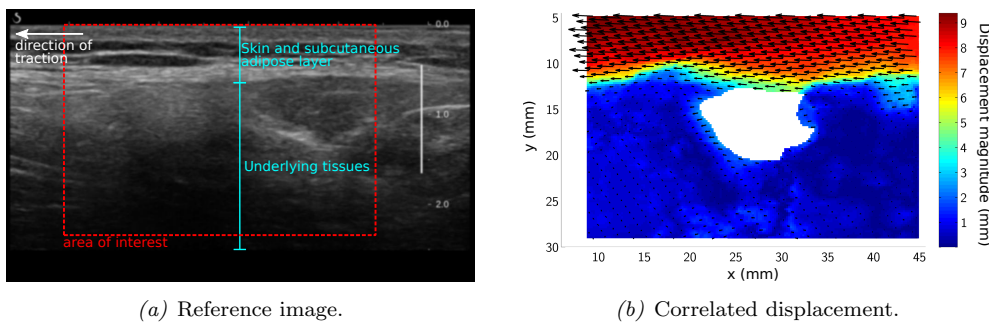 0.0
direction of
traction
Skin and subcutaneous
adipose layer
1.0
Underlying tissues
2.0
area of interest
5
10
15
20
25
30
y (mm)
10 15 20 25 30 35 40 45
x (mm)
9
8
7
6
5
4
3
2
1
Displacement magnitude (mm)
(a) Reference image.
(b) Correlated displacement.